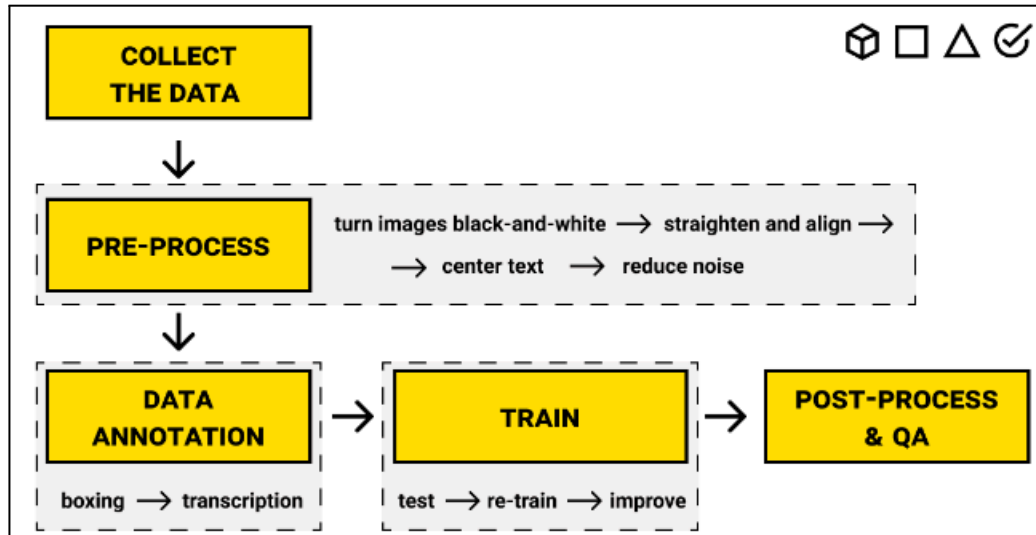 COLLECT
THE DATA
PRE-PROCESS
turn images black-and-white → straighten and align →
→ center text → reduce noise
DATA
ANNOTATION
boxing → transcription
TRAIN
test → re-train → improve
POST-PROCESS
& QA